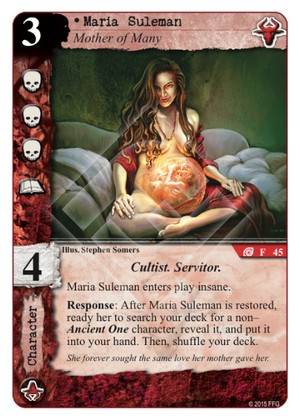 3
• Maria Suleman
Mother of Many
Illus. Stephen Somers
F 45
4
Cultist. Servitor.
Maria Suleman enters play insane.
Response: After Maria Suleman is restored,
ready her to search your deck for a non–
Ancient One character, reveal it, and put it
into your hand. Then, shuffle your deck.
She forever sought the same love her mother gave her.
Character
© 2015 FFG